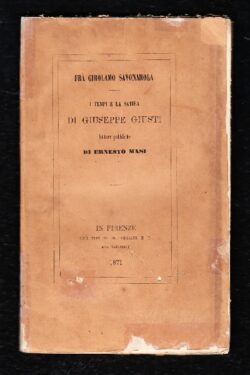 FRA GIROLAMO SAVONAROLA
I TEMPI E LA SATIRA
DI GIUSEPPE GIUSTI
letture pubbliche
DI ERNESTO MASI
IN FIRENZE
1871